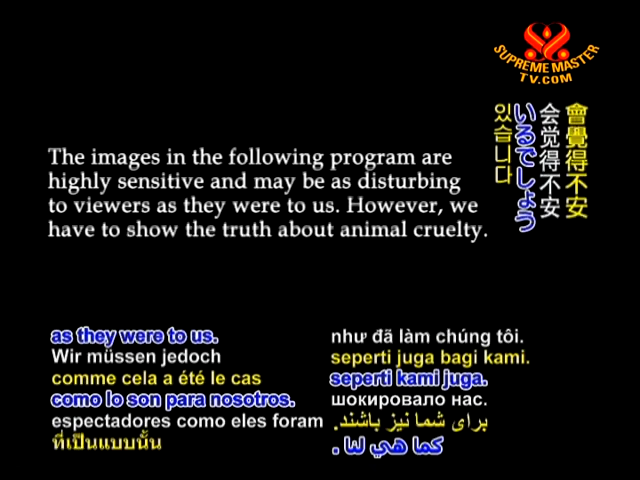 SUPREME MASTER
TV.COM
The images in the following program are
highly sensitive and may be as disturbing
to viewers as they were to us. However, we
have to show the truth about animal cruelty.
會覺得不安
会觉得不安
いるでしょう
있습니다
as they were to us.
Wir müssen jedoch
comme cela a été le cas
como lo son para nosotros.
espectadores como eles foram
ที่เป็นแบบนั้น
như đã làm chúng tôi.
seperti juga bagi kami.
seperti kami juga.
шокировало нас.
برای شما نیز باشند.
كما هي لنا .